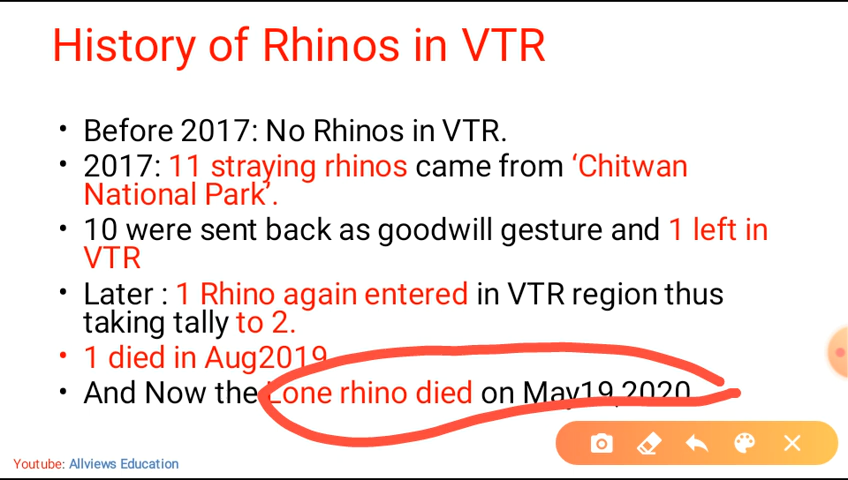 History of Rhinos in VTR
• Before 2017: No Rhinos in VTR.
• 2017: 11 straying rhinos came from ‘Chitwan
National Park’.
• 10 were sent back as goodwill gesture and 1 left in
VTR
• Later : 1 Rhino again entered in VTR region thus
taking tally to 2.
• 1 died in Aug2019
• And Now the Lone rhino died on May19,2020
Youtube: Allviews Education